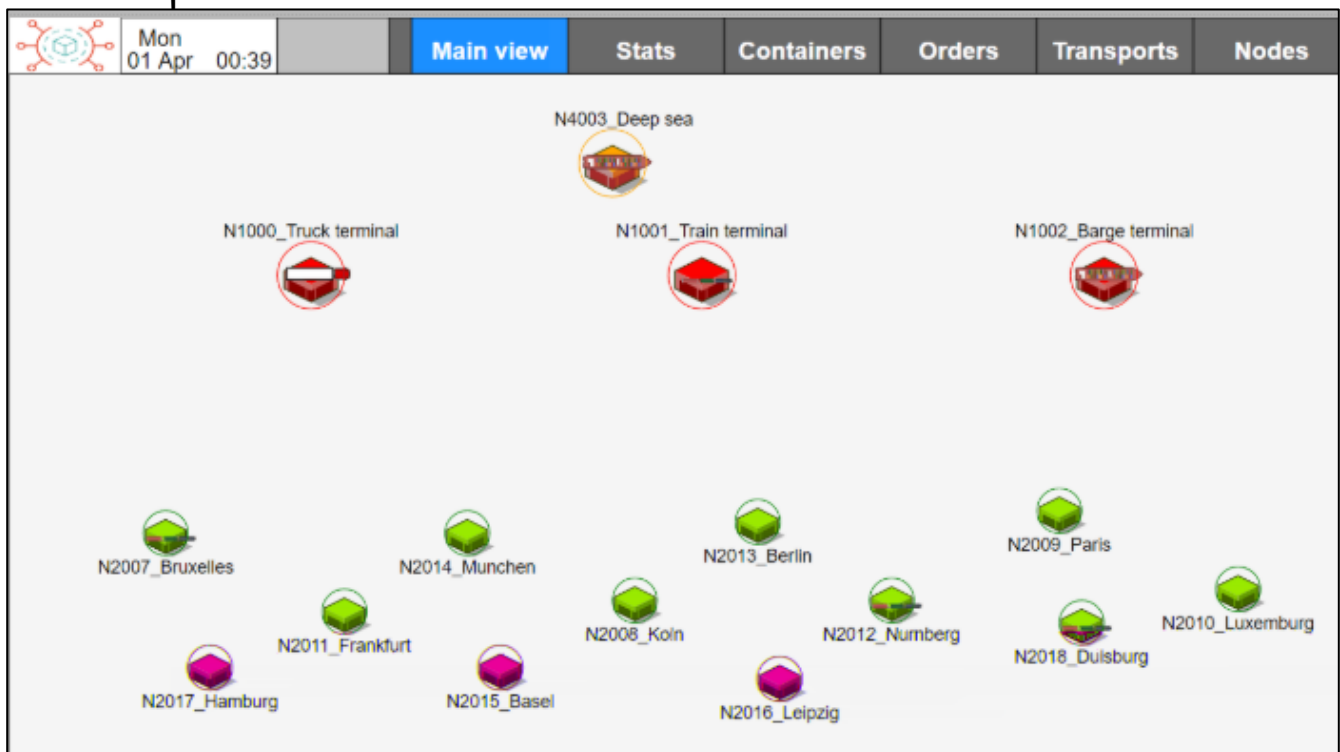 Mon
01 Apr 00:39
Main view
Stats
Containers
Orders
Transports
Nodes
N4003_Deep sea
N1000_Truck terminal
N1001_Train terminal
N1002_Barge terminal
N2007_Bruxelles
N2014_Munchen
N2013_Berlin
N2009_Paris
N2011_Frankfurt
N2008_Koln
N2012_Nurnberg
N2018_Duisburg
N2010_Luxemburg
N2017_Hamburg
N2015_Basel
N2016_Leipzig